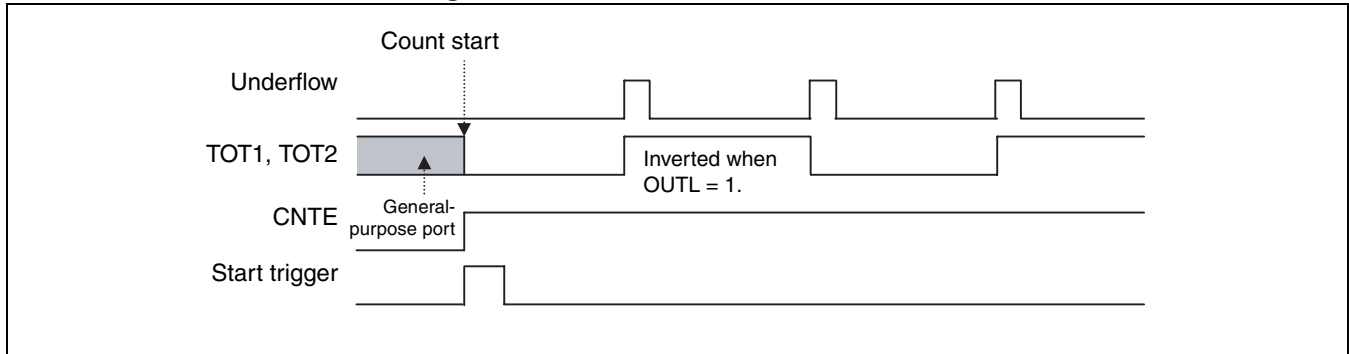 Count start
Underflow
TOT1, TOT2
Inverted when
OUTL = 1.
General-
purpose port
CNTE
Start trigger